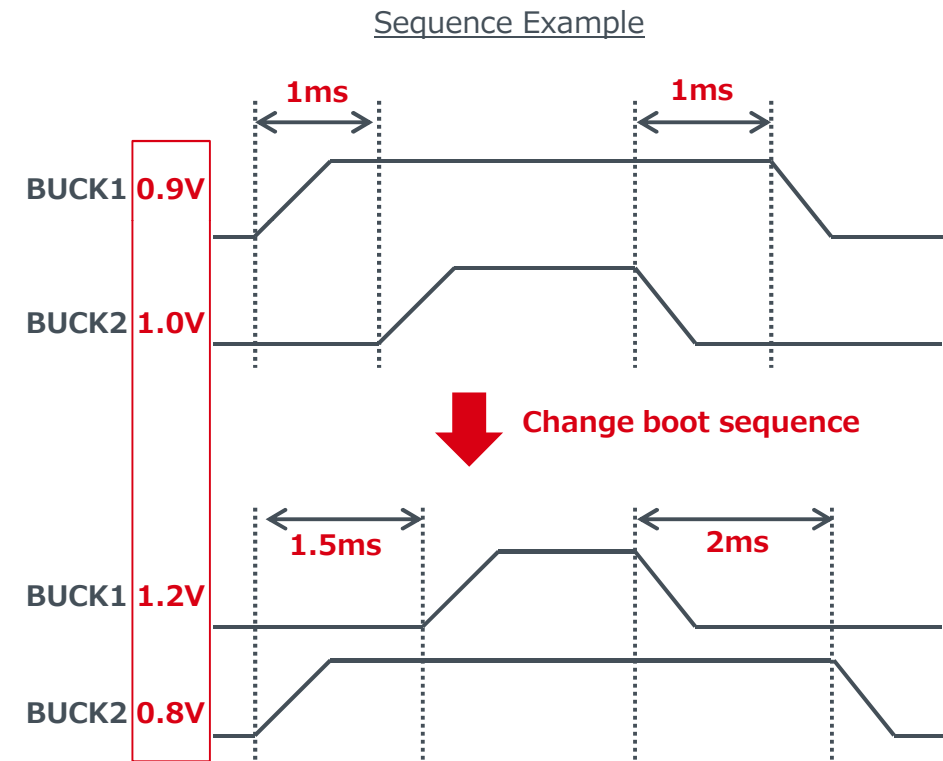 Sequence Example
1ms 1ms
BUCK1 0.9V
BUCK2 1.0V
Change boot sequence
1.5ms 2ms
BUCK1 1.2V
BUCK2 0.8V